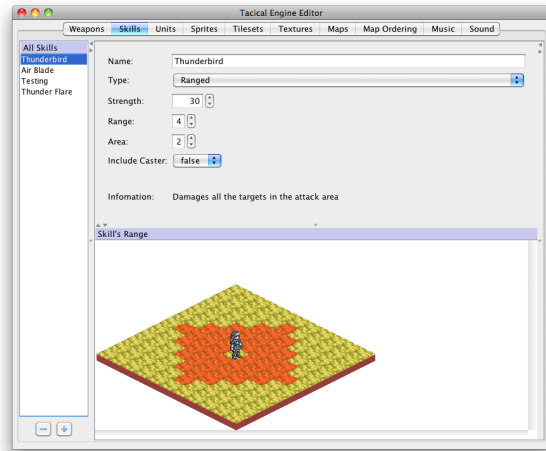 Tacical Engine Editor
Weapons Skills Units Sprites Tilesets Textures Maps Map Ordering Music Sound
All Skills
Thunderbird
Air Blade
Testing
Thunder Flare
Name: Thunderbird
Type: Ranged
Strength: 30
Range: 4
Area: 2
Include Caster: false
Infomation: Damages all the targets in the attack area
Skill's Range